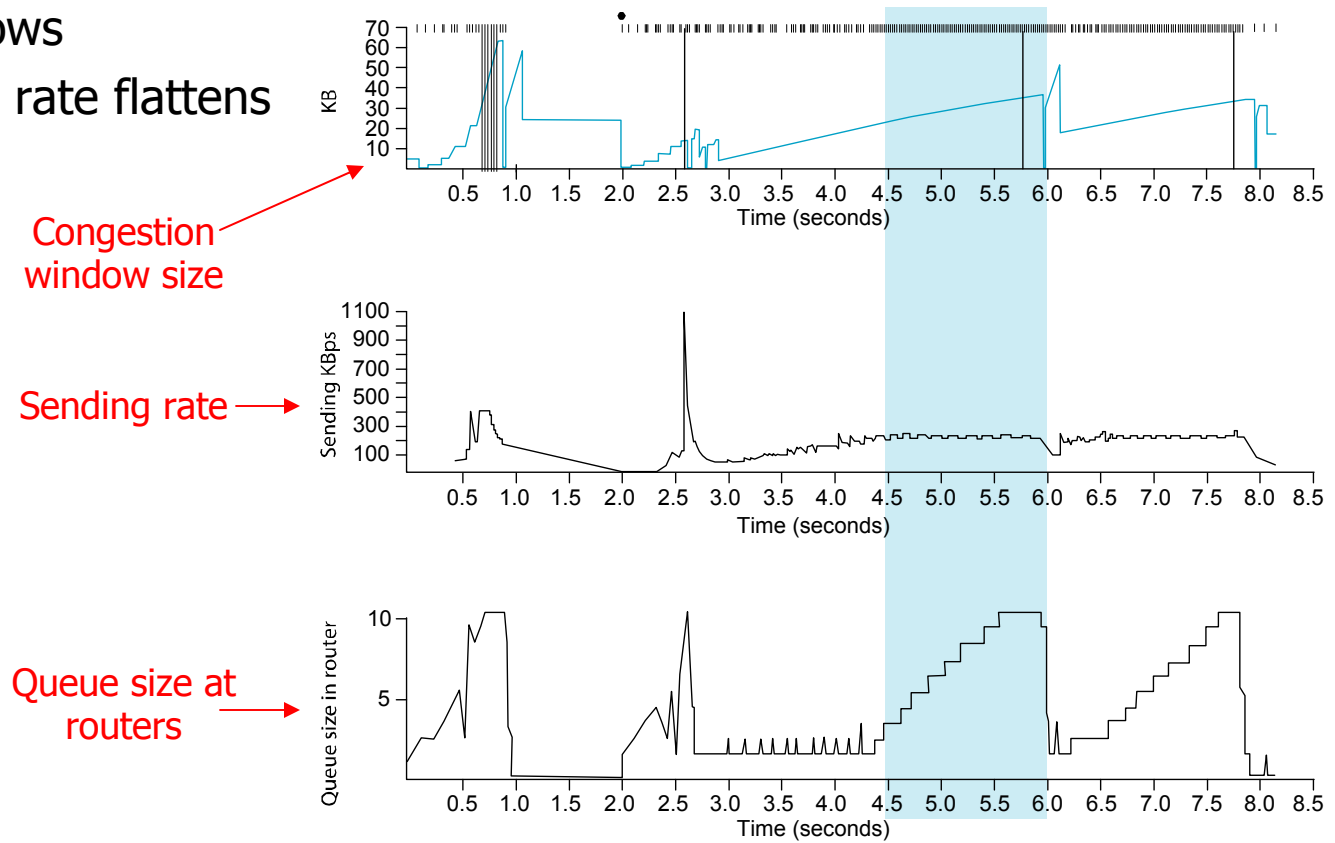 ows
rate flattens
Congestion
window size
KB
70
60
50
40
30
20
10
0.5 1.0 1.5 2.0 2.5 3.0 3.5 4.0 4.5 5.0 5.5 6.0 6.5 7.0 7.5 8.0 8.5
Time (seconds)
Sending rate
Sending KBps
1100
900
700
500
300
100
0.5 1.0 1.5 2.0 2.5 3.0 3.5 4.0 4.5 5.0 5.5 6.0 6.5 7.0 7.5 8.0 8.5
Time (seconds)
Queue size at
routers
Queue size in router
10
5
0.5 1.0 1.5 2.0 2.5 3.0 3.5 4.0 4.5 5.0 5.5 6.0 6.5 7.0 7.5 8.0 8.5
Time (seconds)